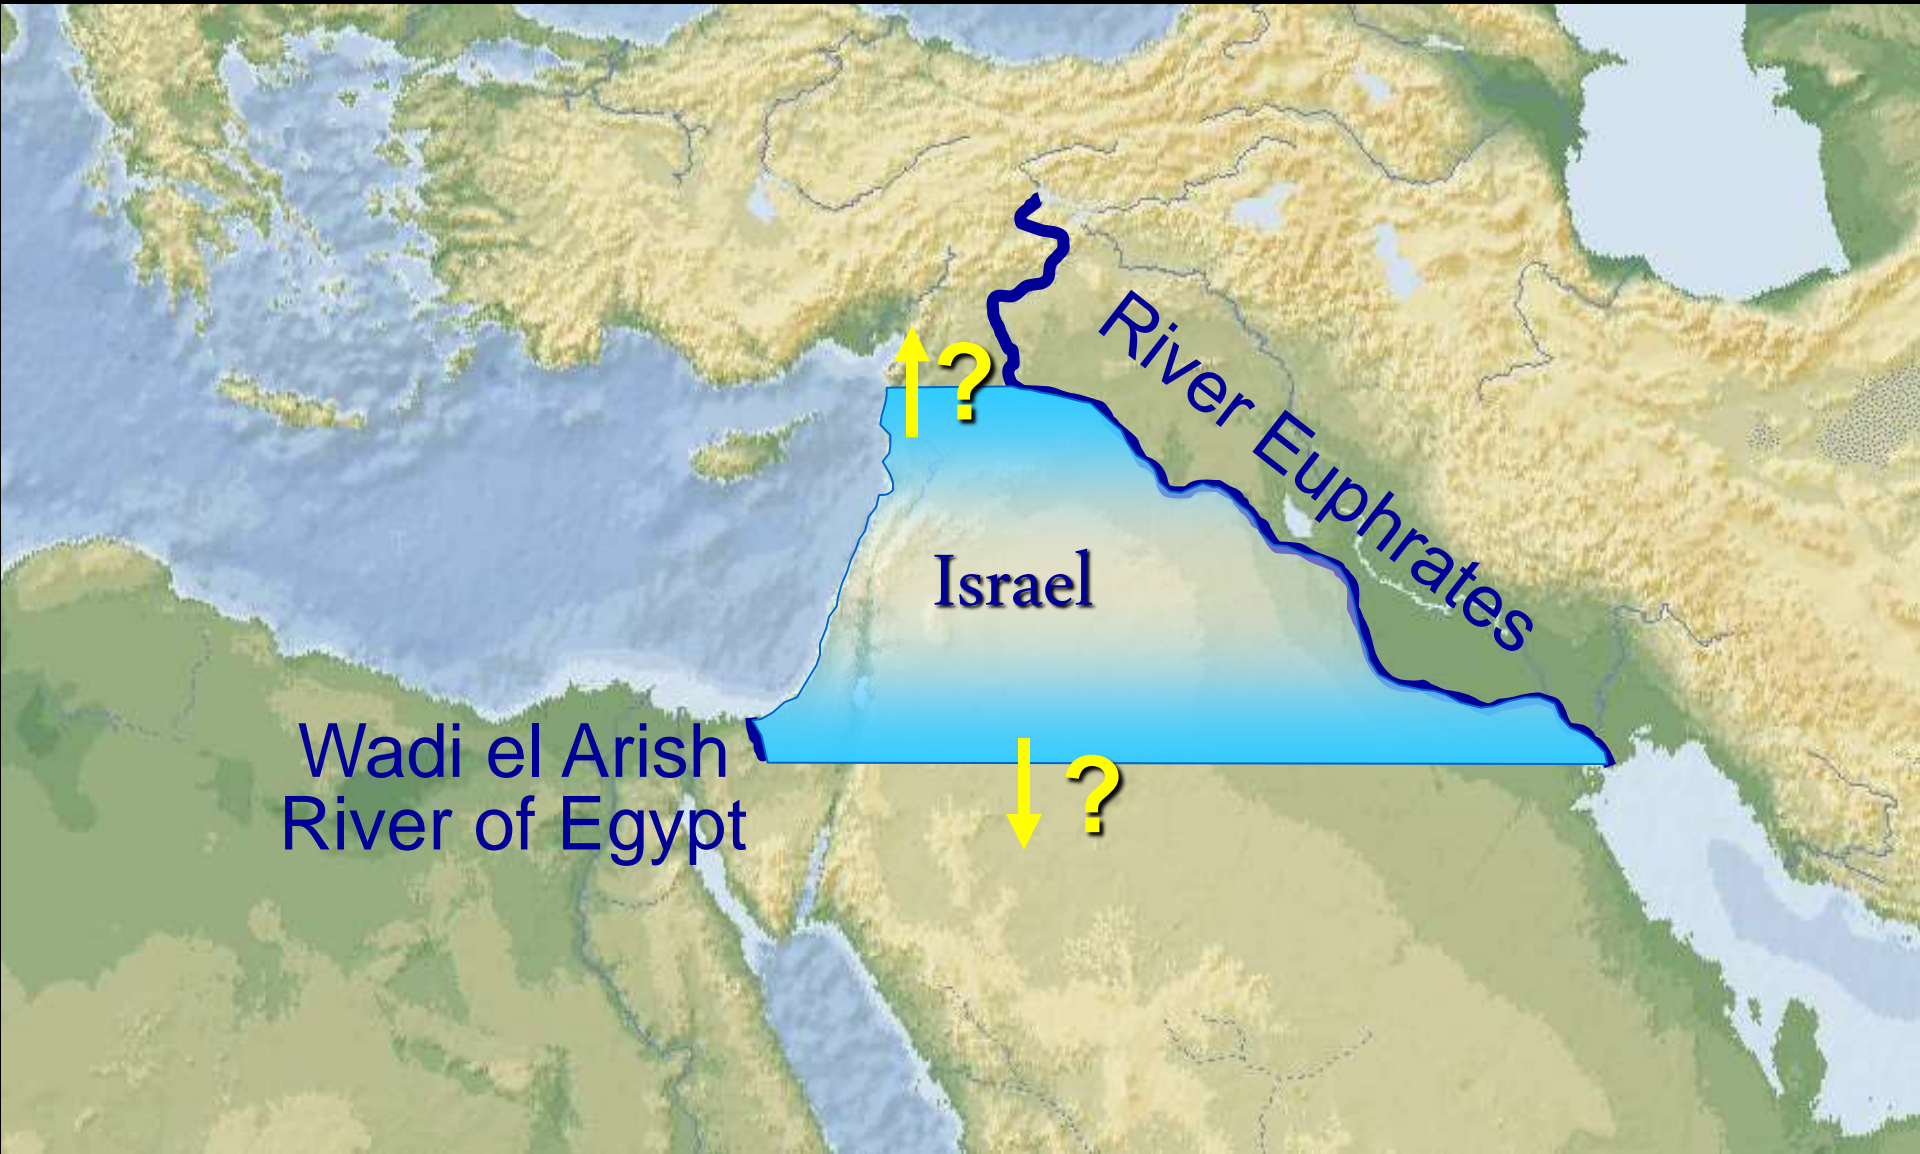 ?
River Euphrates
Israel
Wadi el Arish
River of Egypt
?